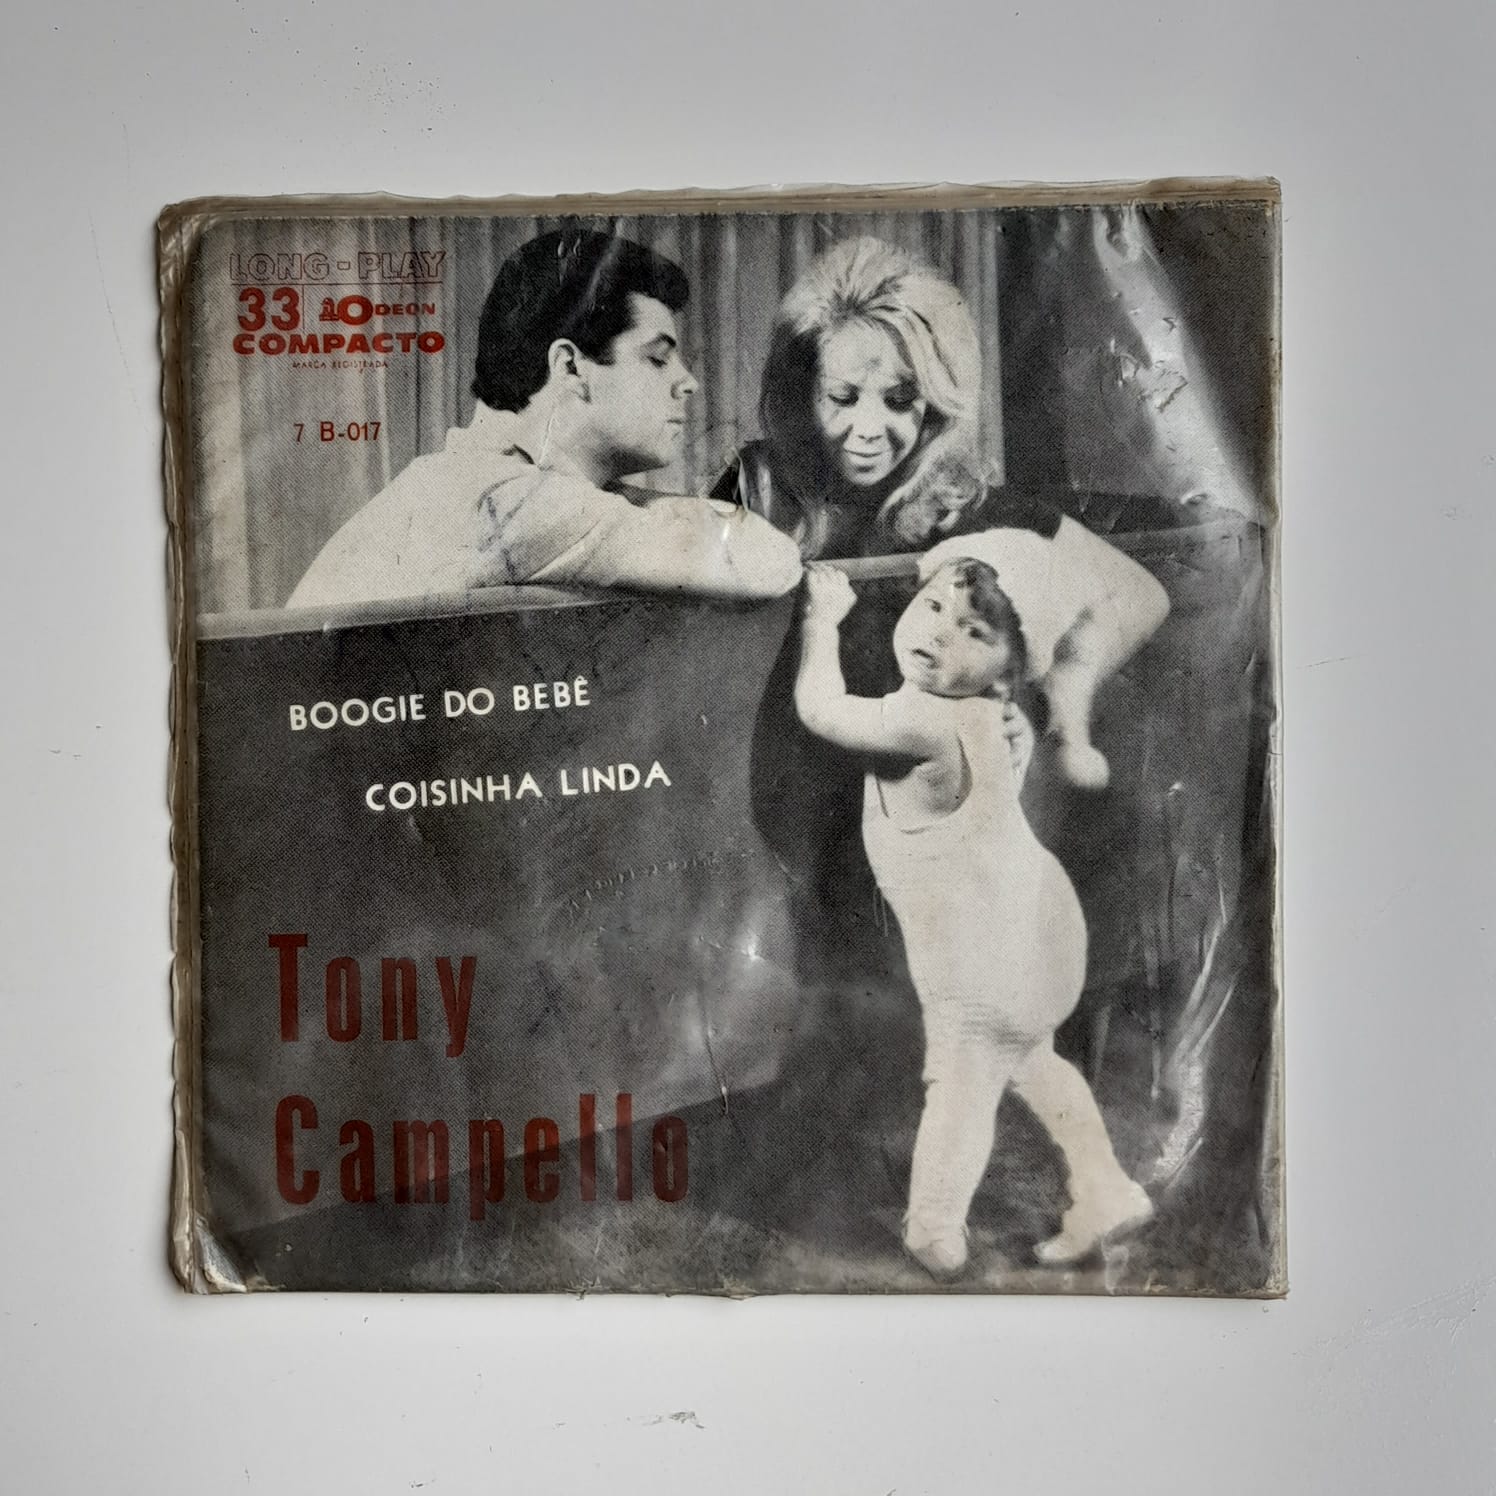 LONG-PLAY
33 ODEON
COMPACTO
MARCA REGISTRADA
7 B-017
BOOGIE DO BEBÊ
COISINHA LINDA
Tony
Campello